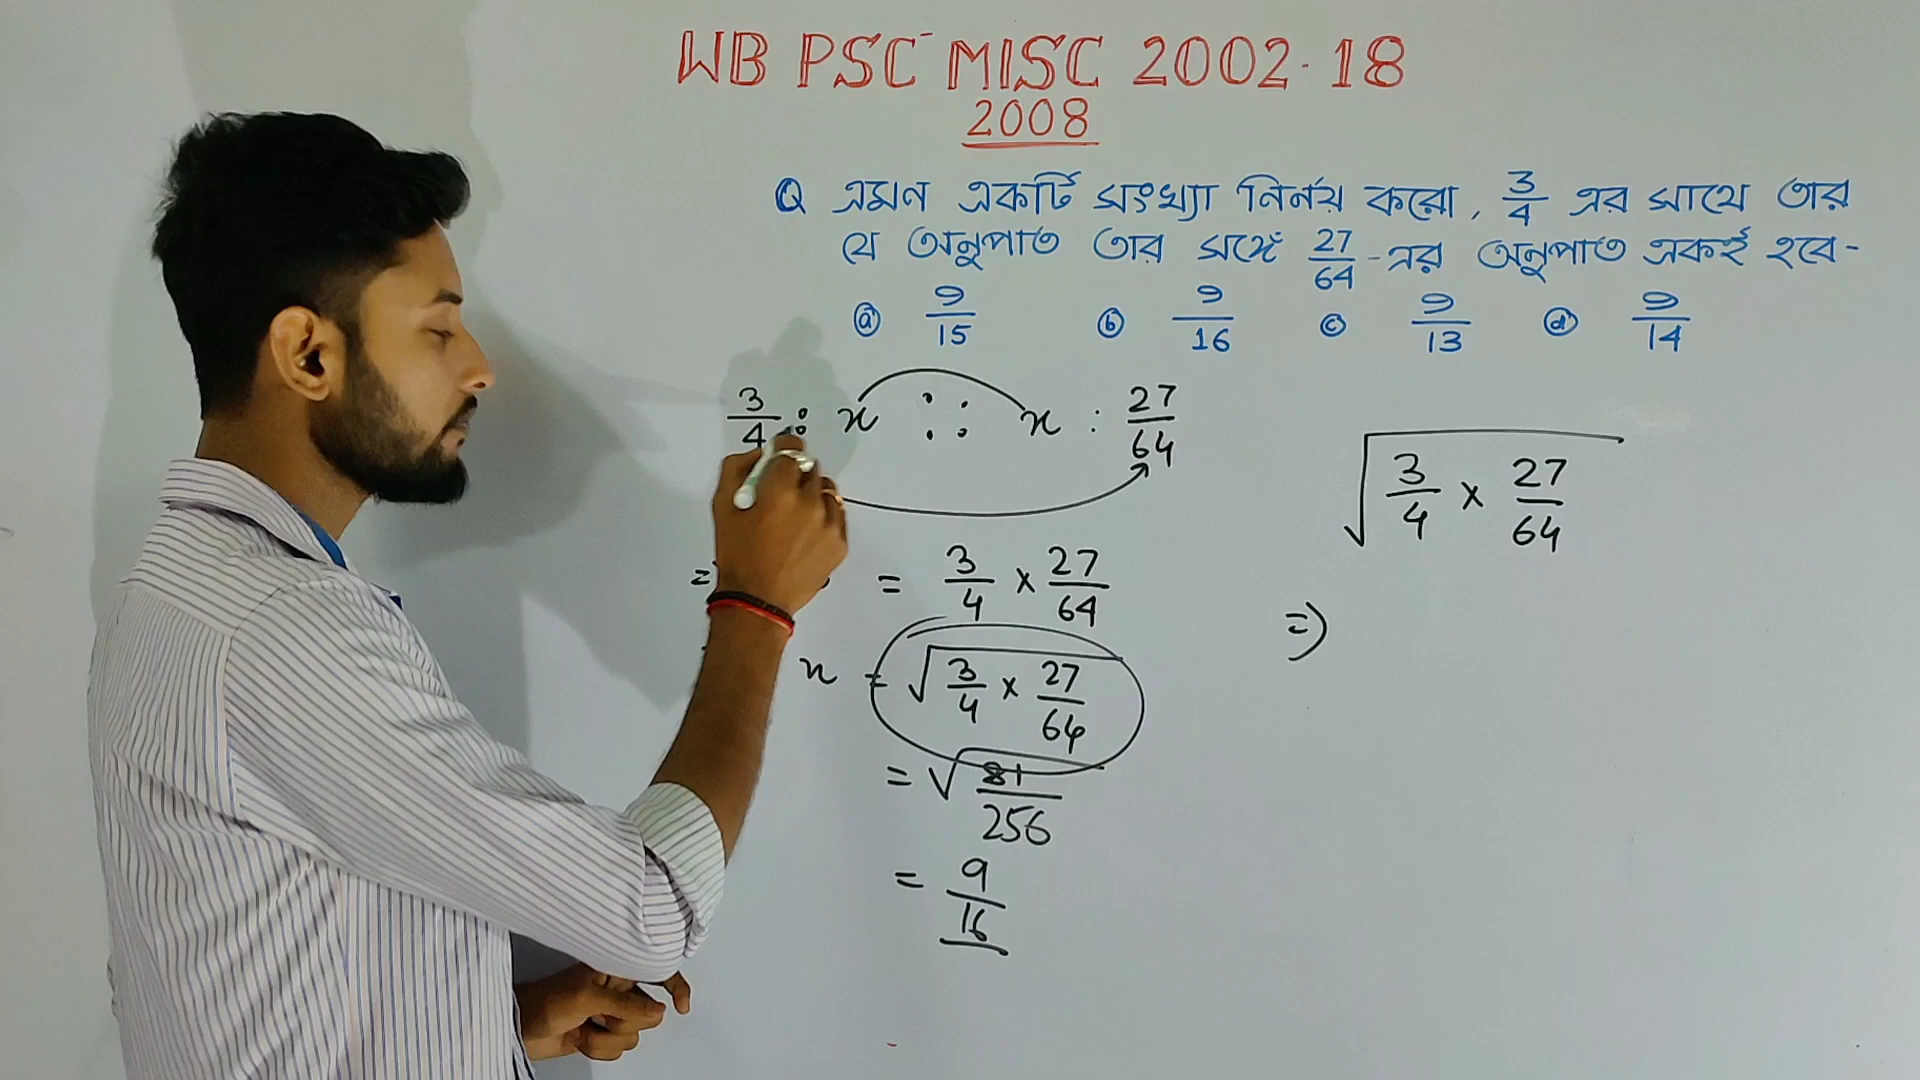 WB PSC MISC 2002-18
2008
Q এমন একটি সংখ্যা নির্নয় করো, 3/4 এর সাথে তার
যে অনুপাত তার সঙ্গে 27/64 -এর অনুপাত একই হবে-
ⓐ 9/15 ⓑ 9/16 ⓒ 9/13 ⓓ 9/14
3/4 : x :: x : 27/64
√(3/4 × 27/64)
= = 3/4 × 27/64
x = √(3/4 × 27/64)
=)
= √(81/256)
= 9/16